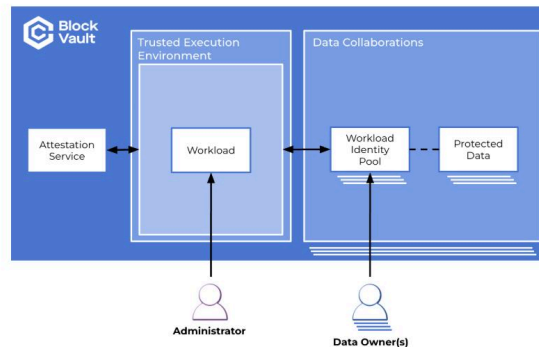 Block
Vault
Trusted Execution
Environment
Data Collaborations
Attestation
Service
Workload
Workload
Identity
Pool
Protected
Data
Administrator
Data Owner(s)